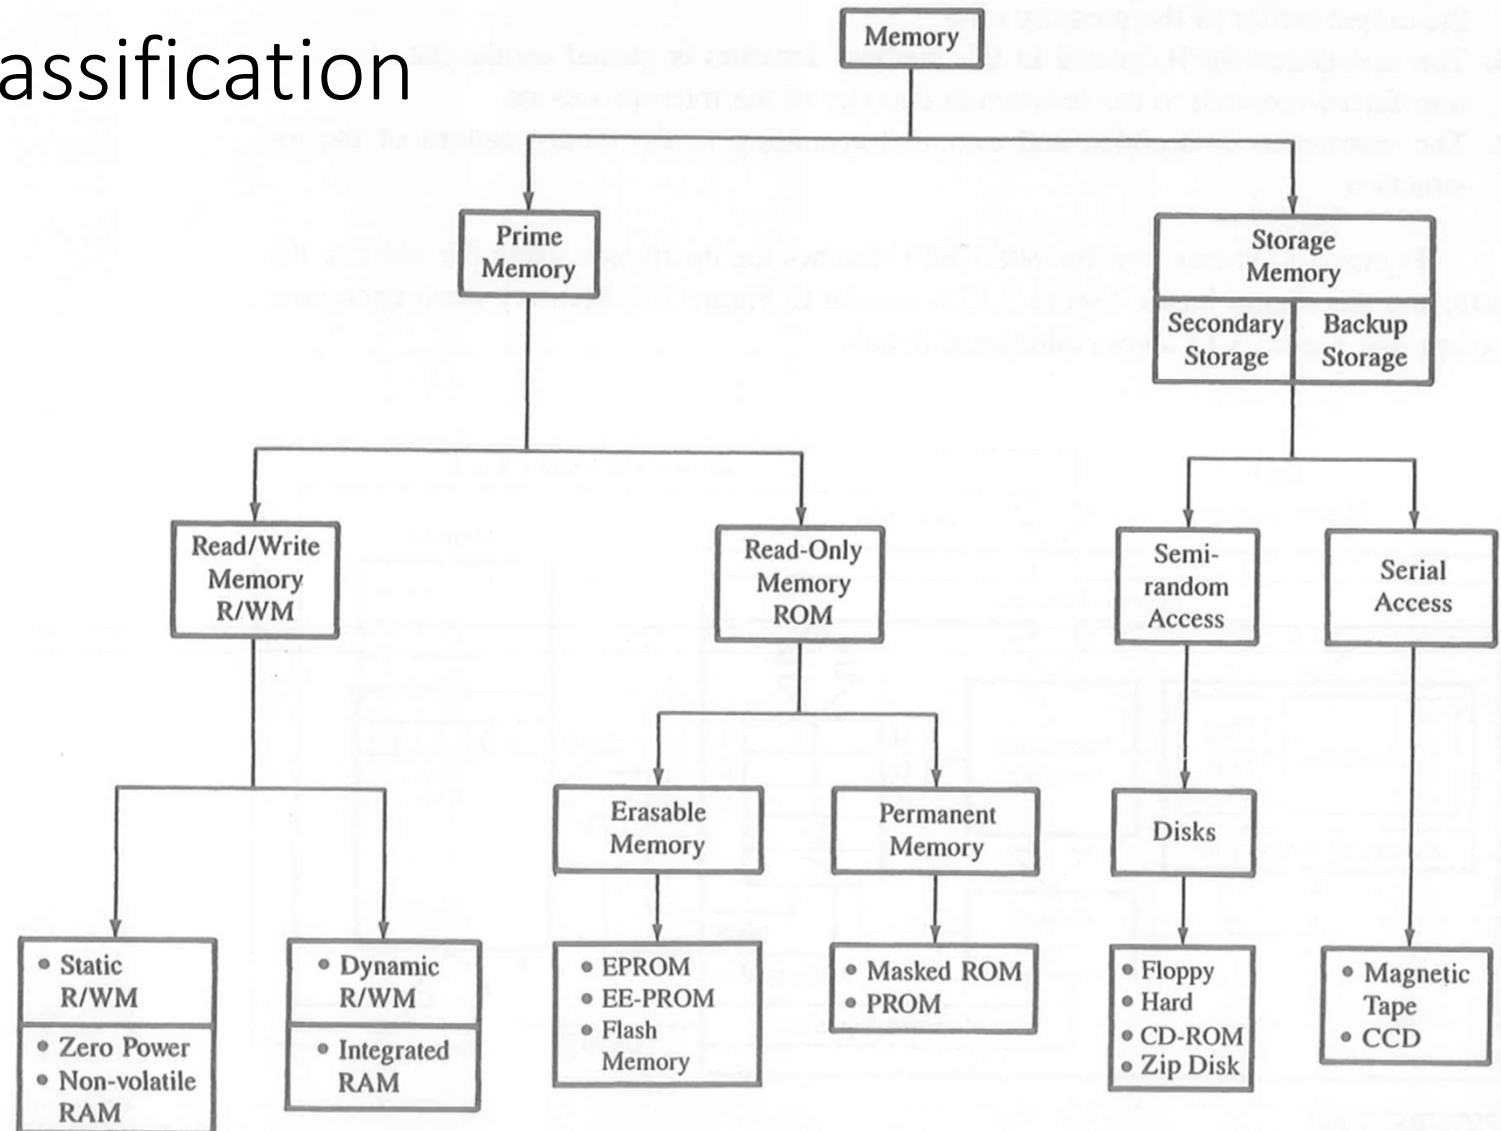 assification
Memory
Prime
Memory
Storage
Memory
Secondary
Storage
Backup
Storage
Read/Write
Memory
R/WM
Read-Only
Memory
ROM
Semi-
random
Access
Serial
Access
Erasable
Memory
Permanent
Memory
Disks
• Static
R/WM
• Zero Power
• Non-volatile
RAM
• Dynamic
R/WM
• Integrated
RAM
• EPROM
• EE-PROM
• Flash
Memory
• Masked ROM
• PROM
• Floppy
• Hard
• CD-ROM
• Zip Disk
• Magnetic
Tape
• CCD